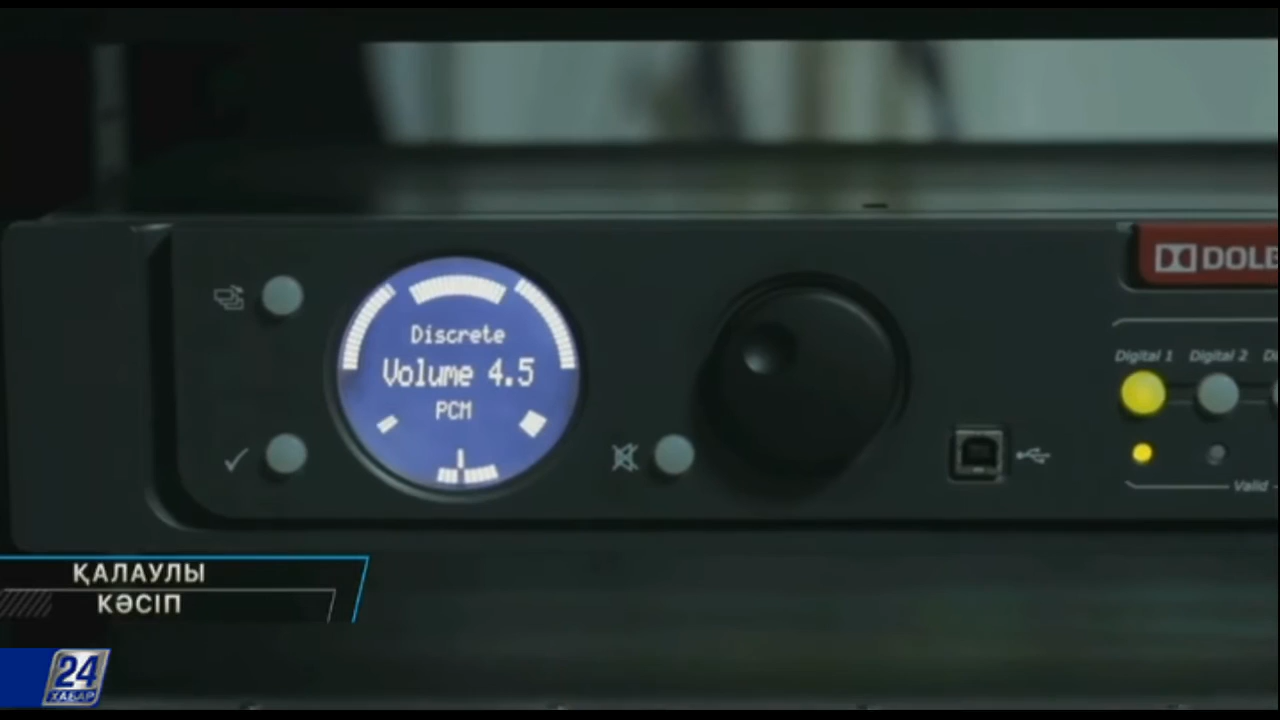 DOLB
Discrete
Volume 4.5
PCM
Digital 1
Digital 2
Valid
ҚАЛАУЛЫ
КӘСІП
24
ХАБАР